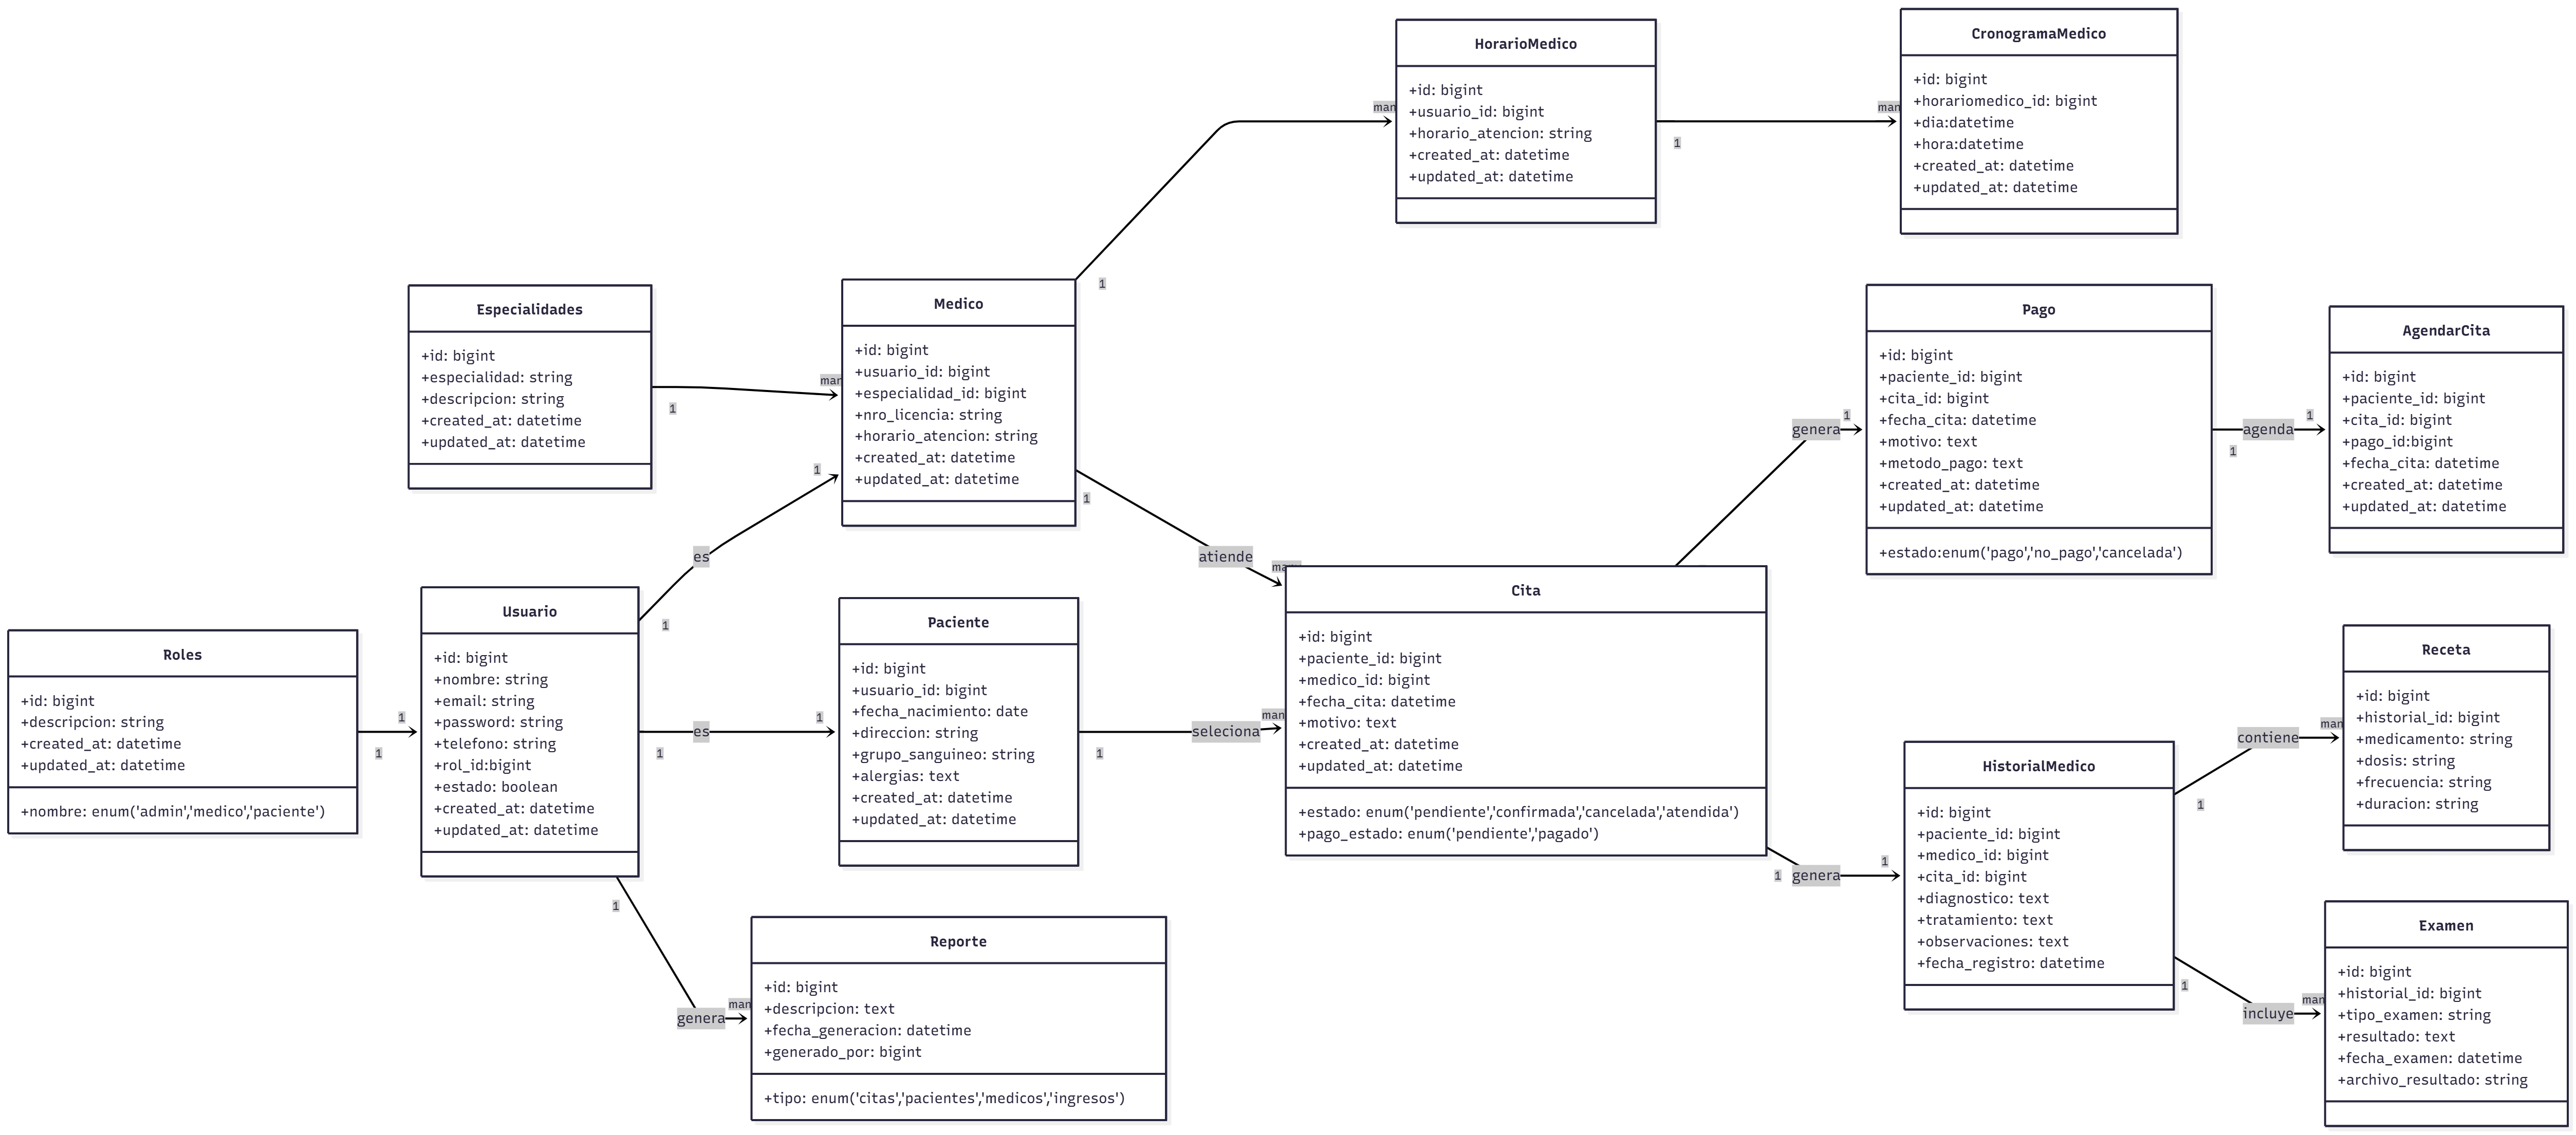 HorarioMedico
+id: bigint
+usuario_id: bigint
+horario_atencion: string
+created_at: datetime
+updated_at: datetime
CronogramaMedico
+id: bigint
+horariomedico_id: bigint
+dia:datetime
+hora:datetime
+created_at: datetime
+updated_at: datetime
man
1
man
1
Especialidades
+id: bigint
+especialidad: string
+descripcion: string
+created_at: datetime
+updated_at: datetime
man
1
Medico
+id: bigint
+usuario_id: bigint
+especialidad_id: bigint
+nro_licencia: string
+horario_atencion: string
+created_at: datetime
+updated_at: datetime
Pago
+id: bigint
+paciente_id: bigint
+cita_id: bigint
+fecha_cita: datetime
+motivo: text
+metodo_pago: text
+created_at: datetime
+updated_at: datetime
+estado:enum('pago','no_pago','cancelada')
1
agenda
1
AgendarCita
+id: bigint
+paciente_id: bigint
+cita_id: bigint
+pago_id:bigint
+fecha_cita: datetime
+created_at: datetime
+updated_at: datetime
genera
1
1
es
1
1
atiende
ma
Roles
+id: bigint
+descripcion: string
+created_at: datetime
+updated_at: datetime
+nombre: enum('admin','medico','paciente')
1
1
Usuario
+id: bigint
+nombre: string
+email: string
+password: string
+telefono: string
+rol_id:bigint
+estado: boolean
+created_at: datetime
+updated_at: datetime
1
es
1
Paciente
+id: bigint
+usuario_id: bigint
+fecha_nacimiento: date
+direccion: string
+grupo_sanguineo: string
+alergias: text
+created_at: datetime
+updated_at: datetime
1
seleciona
man
Cita
+id: bigint
+paciente_id: bigint
+medico_id: bigint
+fecha_cita: datetime
+motivo: text
+created_at: datetime
+updated_at: datetime
+estado: enum('pendiente','confirmada','cancelada','atendida')
+pago_estado: enum('pendiente','pagado')
1
genera
1
HistorialMedico
+id: bigint
+paciente_id: bigint
+medico_id: bigint
+cita_id: bigint
+diagnostico: text
+tratamiento: text
+observaciones: text
+fecha_registro: datetime
1
contiene
man
Receta
+id: bigint
+historial_id: bigint
+medicamento: string
+dosis: string
+frecuencia: string
+duracion: string
1
incluye
man
Examen
+id: bigint
+historial_id: bigint
+tipo_examen: string
+resultado: text
+fecha_examen: datetime
+archivo_resultado: string
1
genera
man
Reporte
+id: bigint
+descripcion: text
+fecha_generacion: datetime
+generado_por: bigint
+tipo: enum('citas','pacientes','medicos','ingresos')